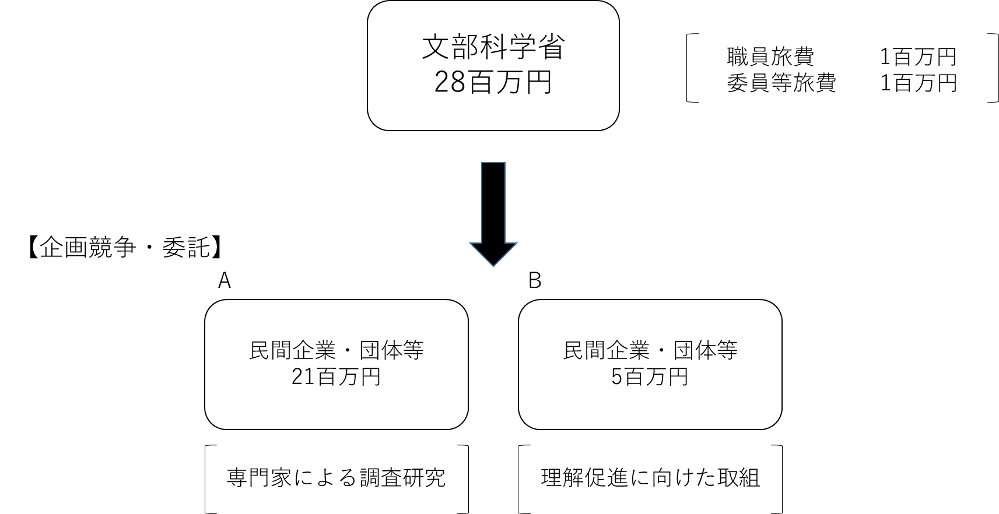 文部科学省
28百万円
職員旅費 1百万円
委員等旅費 1百万円
【企画競争・委託】
A
B
民間企業・団体等
21百万円
民間企業・団体等
5百万円
専門家による調査研究
理解促進に向けた取組